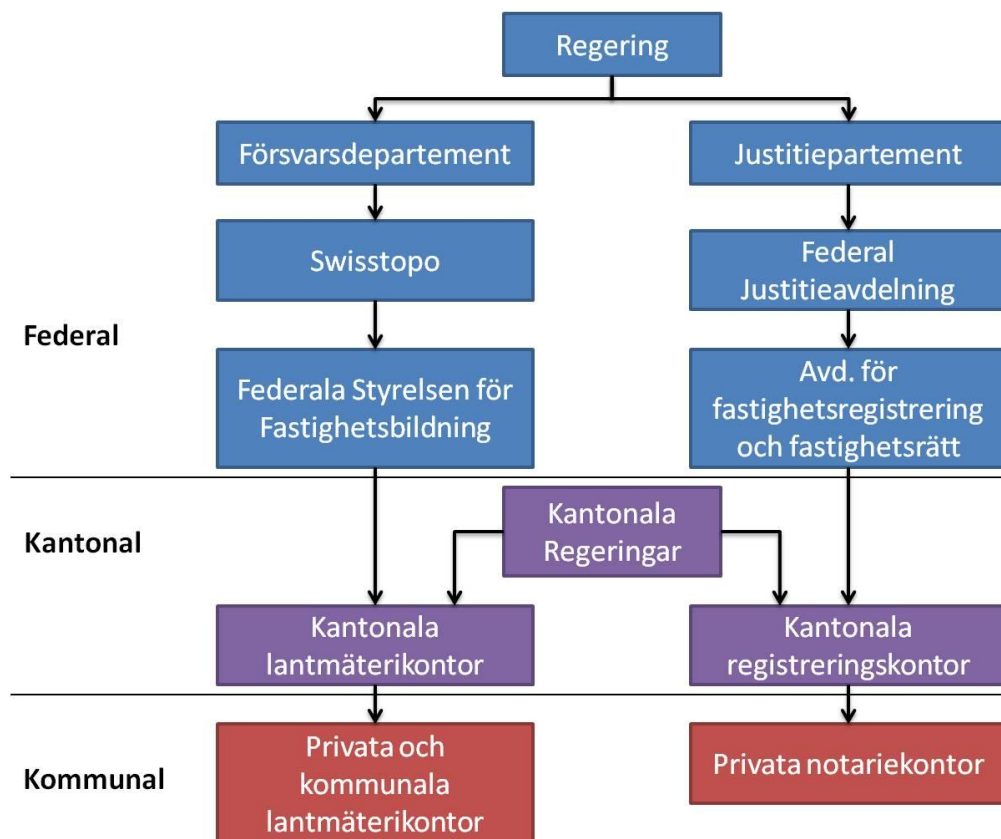 Regering
Försvarsdepartement
Justitiepartement
Swisstopo
Federal
Justitieavdelning
Federal
Federala Styrelsen för
Fastighetsbildning
Avd. för
fastighetsregistrering
och fastighetsrätt
Kantonal
Kantonala
Regeringar
Kantonala
lantmäterikontor
Kantonala
registreringskontor
Kommunal
Privata och
kommunala
lantmäterikontor
Privata notariekontor